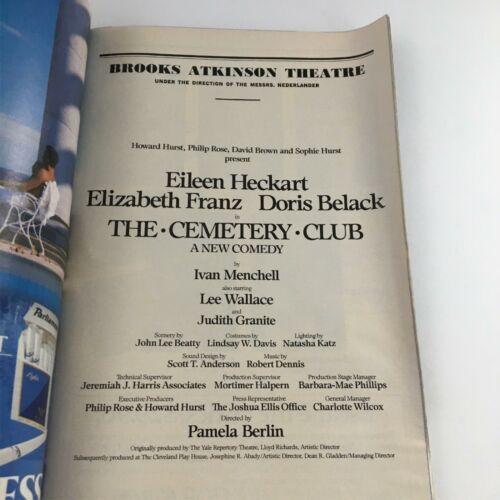 BROOKS ATKINSON THEATRE
UNDER THE DIRECTION OF THE MESSRS. NEDERLANDER
Howard Hurst, Philip Rose, David Brown and Sophie Hurst
present
Eileen Heckart
Elizabeth Franz Doris Belack
in
THE·CEMETERY·CLUB
A NEW COMEDY
by
Ivan Menchell
also starring
Lee Wallace
and
Judith Granite
Scenery by Costumes by Lighting by
John Lee Beatty Lindsay W. Davis Natasha Katz
Sound Design by Music by
Scott T. Anderson Robert Dennis
Technical Supervisor Production Supervisor Production Stage Manager
Jeremiah J. Harris Associates Mortimer Halpern Barbara-Mae Phillips
Executive Producers Press Representative General Manager
Philip Rose & Howard Hurst The Joshua Ellis Office Charlotte Wilcox
Directed by
Pamela Berlin
Originally produced by The Yale Repertory Theatre, Lloyd Richards, Artistic Director
Subsequently produced at The Cleveland Play House, Josephine R. Abady/Artistic Director, Dean R. Gladden/Managing Director